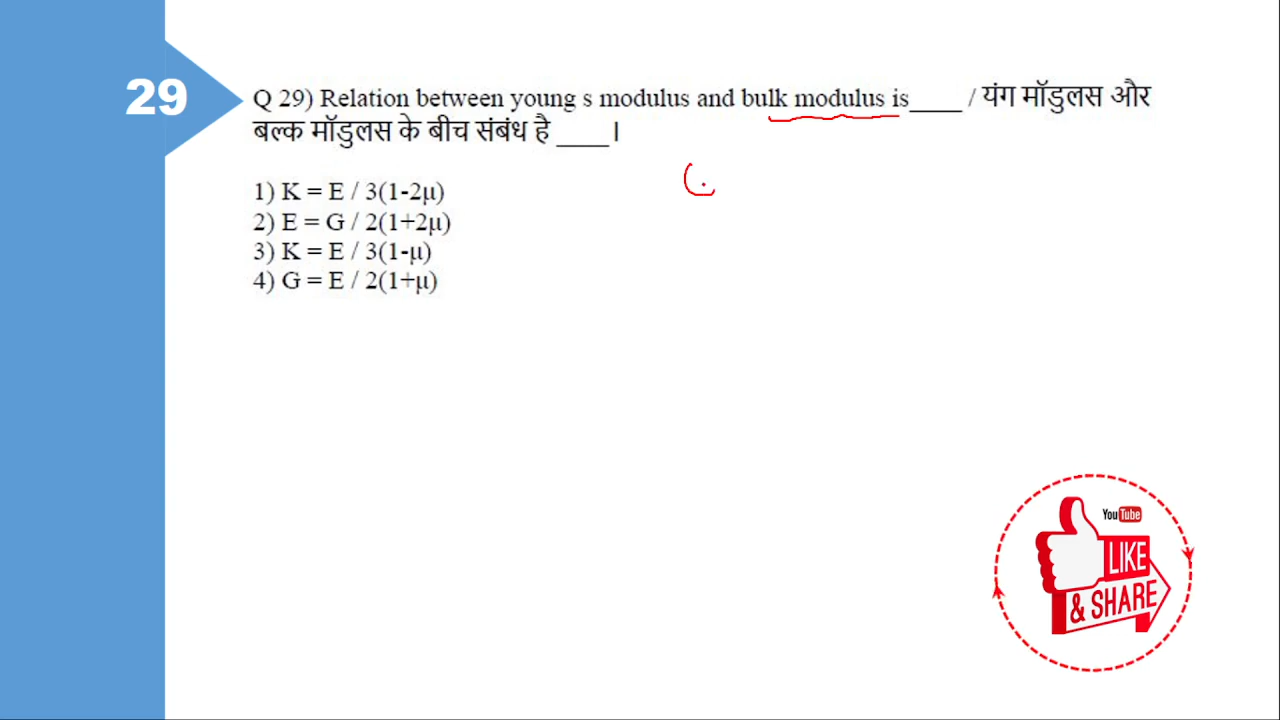 29
Q 29) Relation between young s modulus and bulk modulus is____ / यंग मॉडुलस और
बल्क मॉडुलस के बीच संबंध है ____।
1) K = E / 3(1-2μ)
2) E = G / 2(1+2μ)
3) K = E / 3(1-μ)
4) G = E / 2(1+μ)
YouTube
LIKE
& SHARE